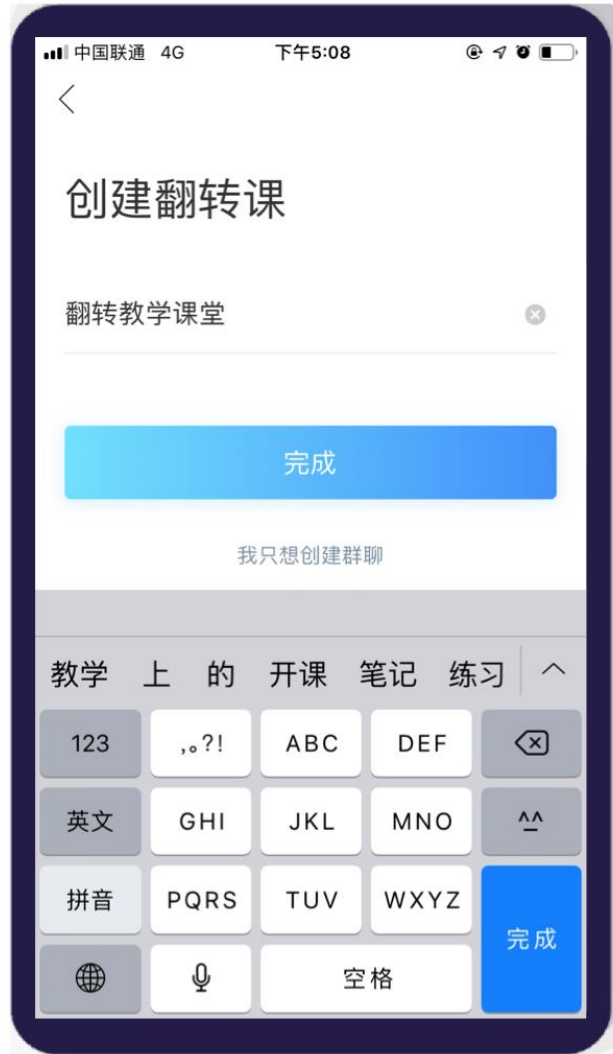 中国联通 4G 下午5:08
创建翻转课
翻转教学课堂
完成
我只想创建群聊
教学 上 的 开课 笔记 练习
123 ,。?! ABC DEF
英文 GHI JKL MNO ^^
拼音 PQRS TUV WXYZ
完成
空格